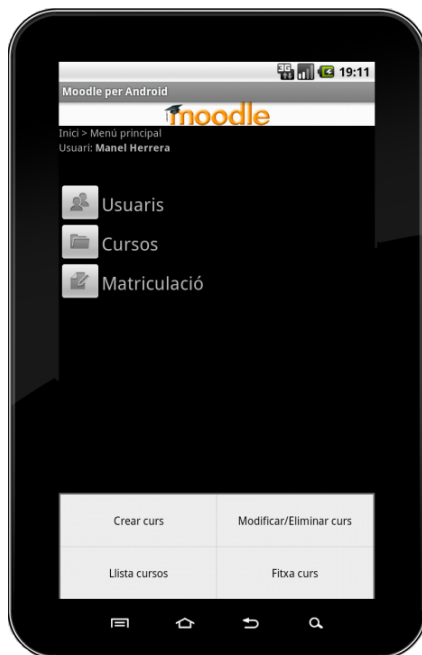 3G 19:11
Moodle per Android
moodle
Inici > Menú principal
Usuari: Manel Herrera
Usuaris
Cursos
Matriculació
Crear curs Modificar/Eliminar curs
Llista cursos Fitxa curs